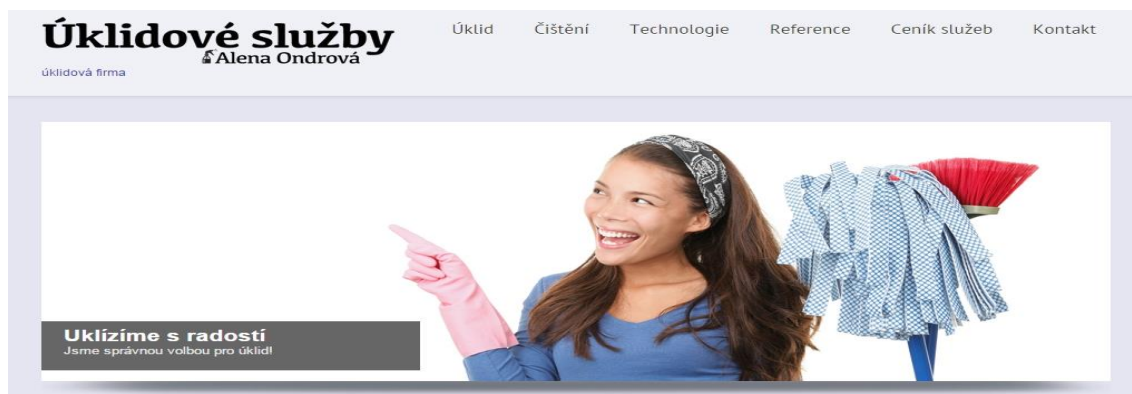 Úklidové služby
Alena Ondrová
úklidová firma
Úklid Čištění Technologie Reference Ceník služeb Kontakt
Uklízíme s radostí
Jsme správnou volbou pro úklid!